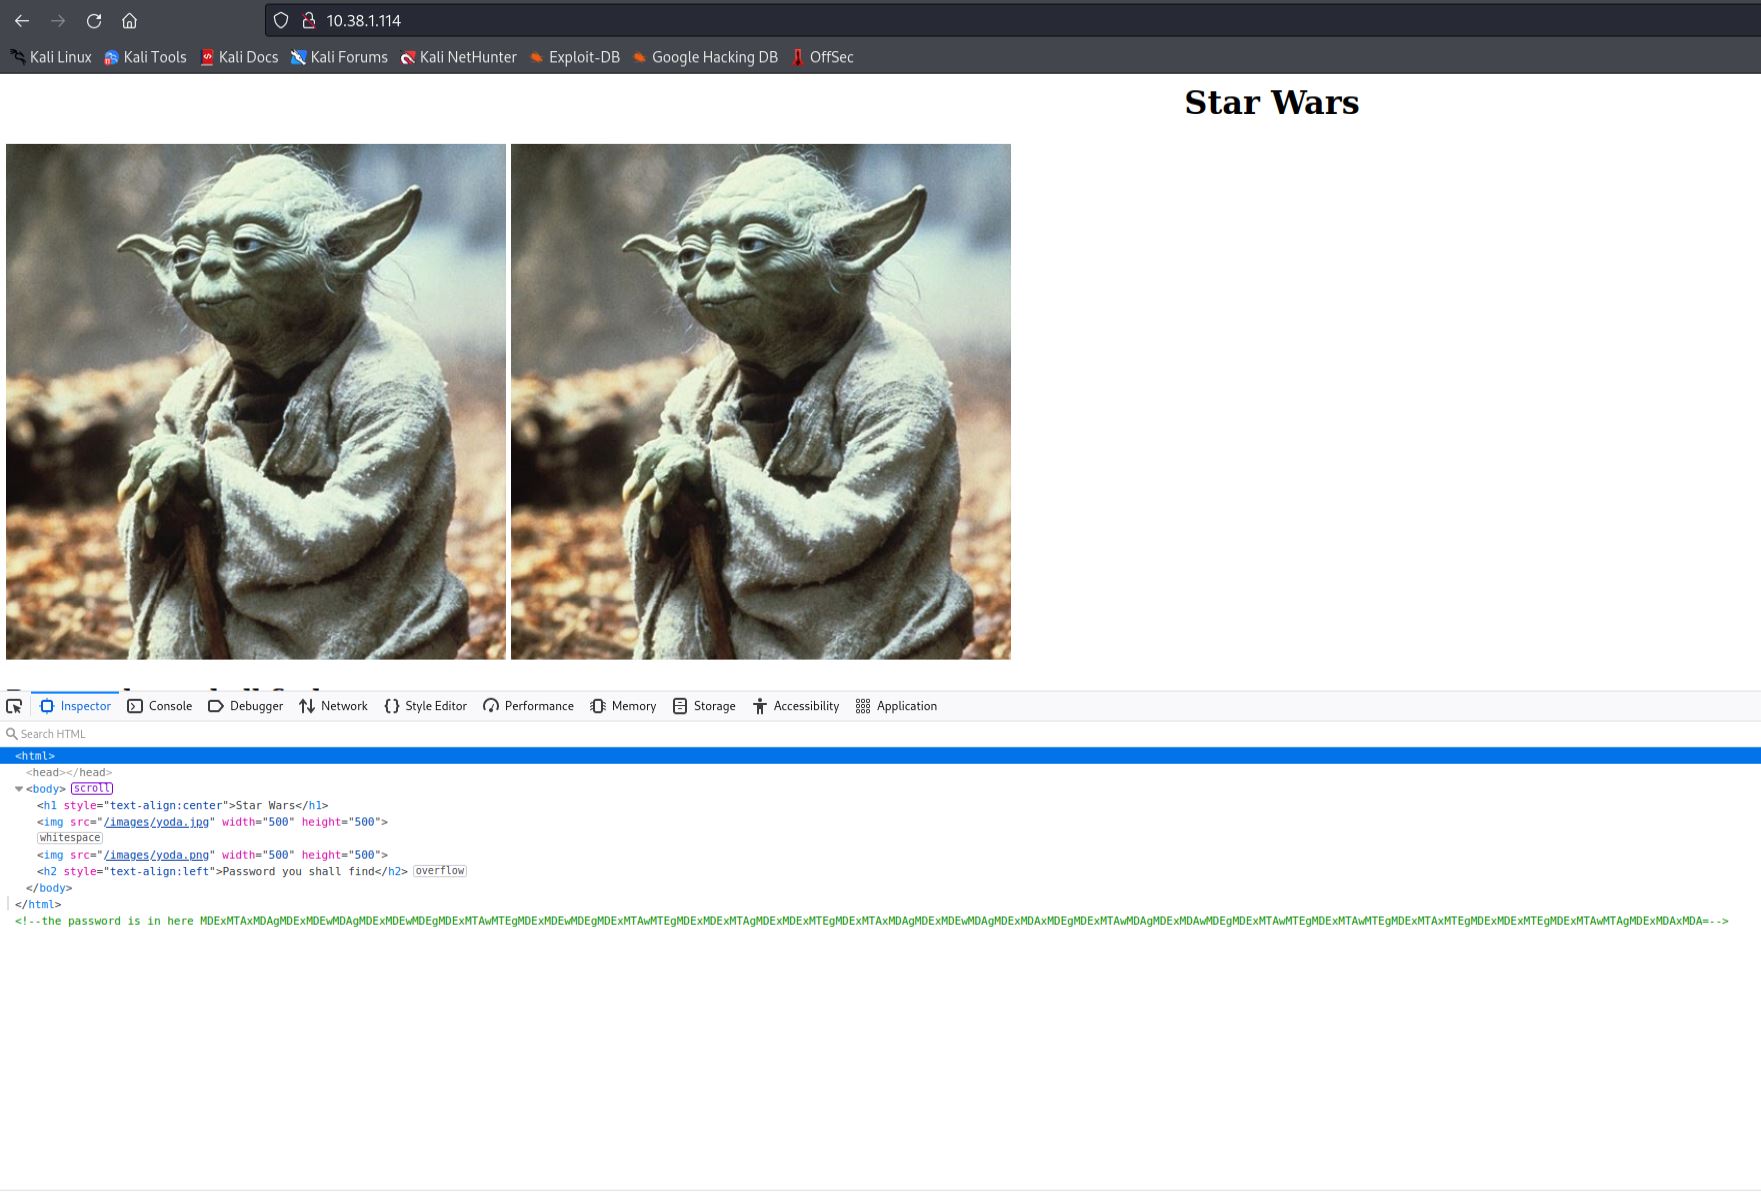 10.38.1.114
Kali Linux Kali Tools Kali Docs Kali Forums Kali NetHunter Exploit-DB Google Hacking DB OffSec
Star Wars
Inspector Console Debugger Network Style Editor Performance Memory Storage Accessibility Application
Search HTML
<html>
<head></head>
<body> scroll
<h1 style="text-align:center">Star Wars</h1>
<img src="/images/yoda.jpg" width="500" height="500">
whitespace
<img src="/images/yoda.png" width="500" height="500">
<h2 style="text-align:left">Password you shall find</h2> overflow
</body>
</html>
<!--the password is in here MDExMTAxMDAgMDExMDEwMDAgMDExMDEwMDEgMDExMTAwMTEgMDExMDEwMDEgMDExMTAwMTEgMDExMDExMTAgMDExMDExMTEgMDExMTAxMDAgMDExMDEwMDAgMDExMDAxMDEgMDExMTAwMDAgMDExMDAwMDEgMDExMTAwMTEgMDExMTAwMTEgMDExMTAxMTEgMDExMDExMTEgMDExMTAwMTAgMDExMDAxMDA=-->